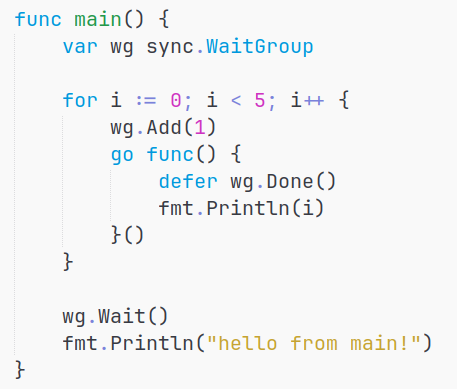 func main() {
    var wg sync.WaitGroup

    for i := 0; i < 5; i++ {
        wg.Add(1)
        go func() {
            defer wg.Done()
            fmt.Println(i)
        }()
    }

    wg.Wait()
    fmt.Println("hello from main!")
}